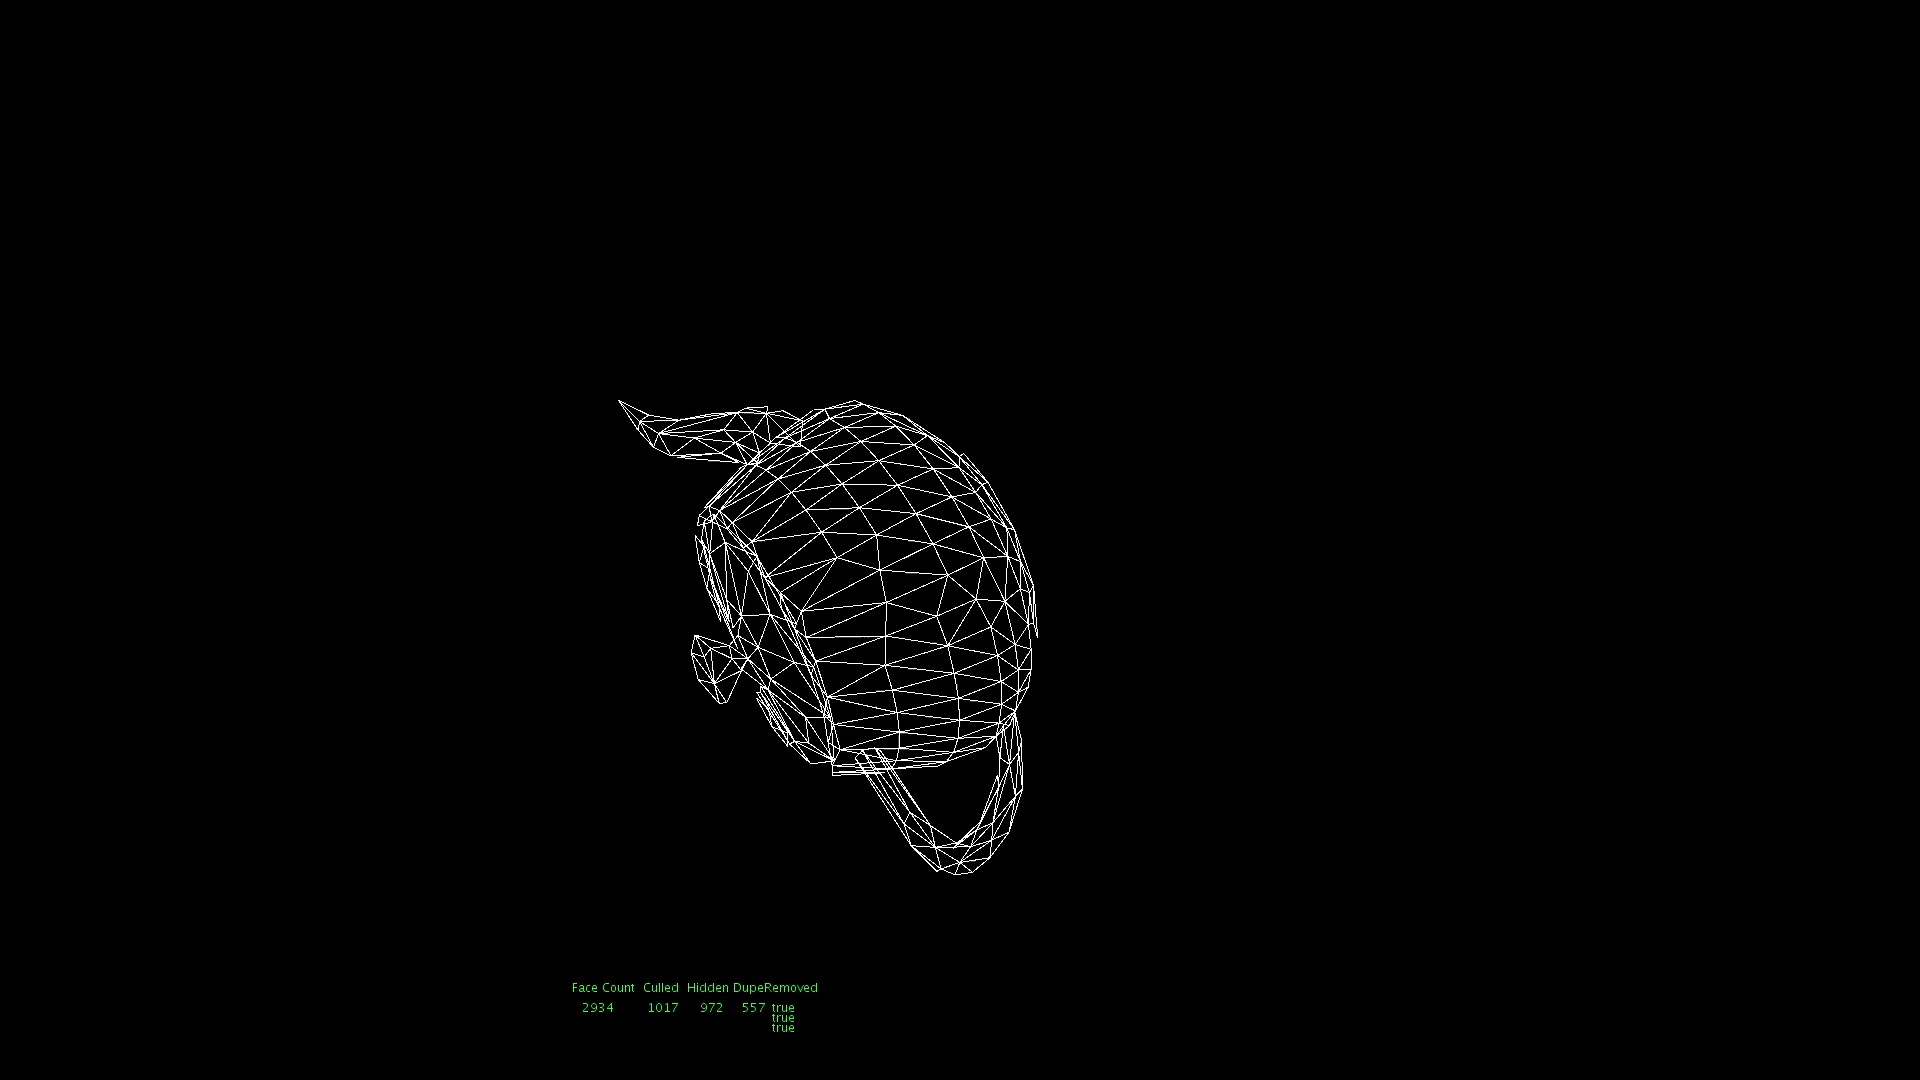 Face Count Culled Hidden DupeRemoved
2934 1017 972 557 true
true
true